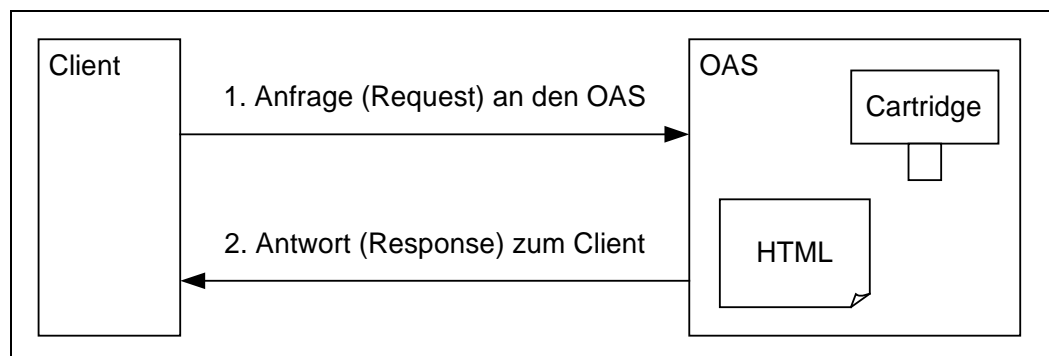 Client
OAS
1. Anfrage (Request) an den OAS
Cartridge
2. Antwort (Response) zum Client
HTML